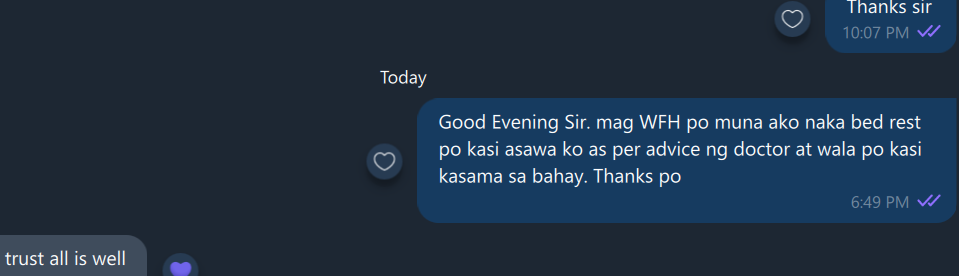 Thanks sir
10:07 PM
Today
Good Evening Sir. mag WFH po muna ako naka bed rest
po kasi asawa ko as per advice ng doctor at wala po kasi
kasama sa bahay. Thanks po
6:49 PM
trust all is well